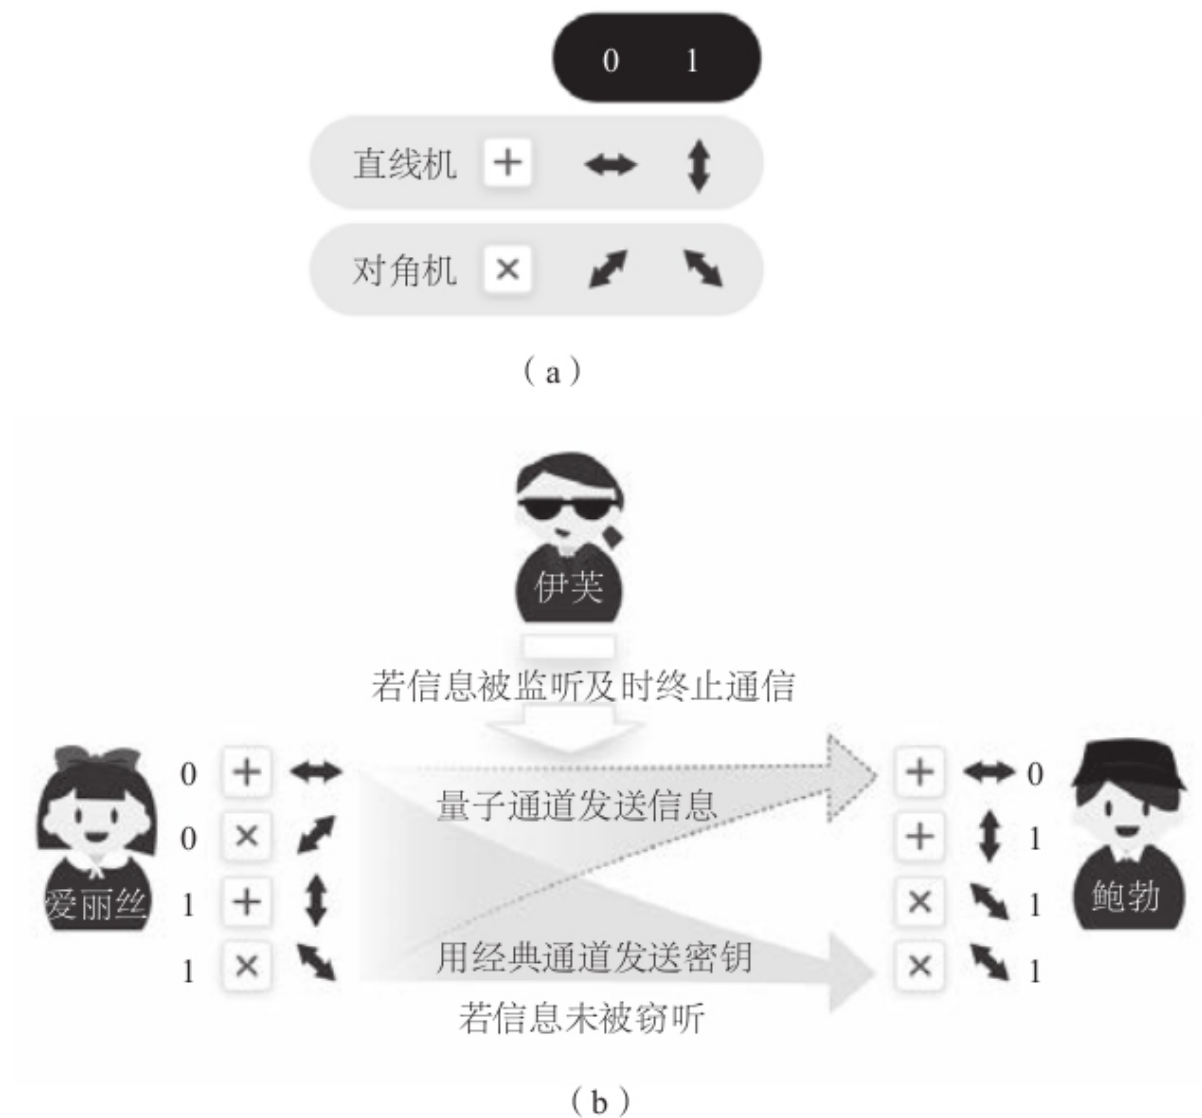 0 1
直线机 +
对角机 ×
（a）
伊芙
若信息被监听及时终止通信
0 + + 0
量子通道发送信息
0 × + 1
爱丽丝 1 + × 1 鲍勃
用经典通道发送密钥
1 × × 1
若信息未被窃听
（b）